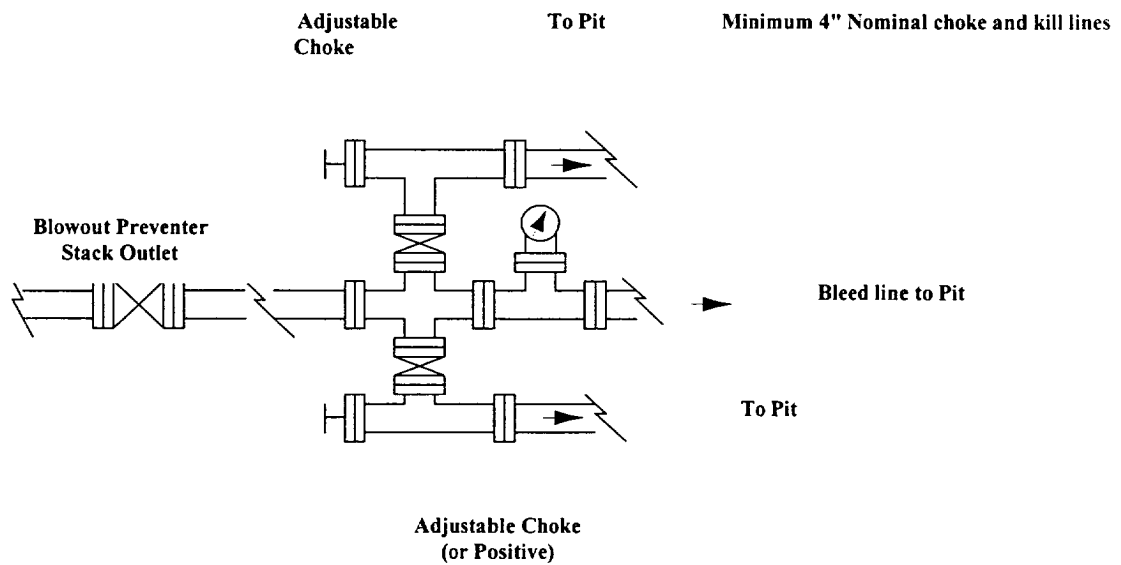 Adjustable
Choke
To Pit
Minimum 4" Nominal choke and kill lines
Blowout Preventer
Stack Outlet
Bleed line to Pit
To Pit
Adjustable Choke
(or Positive)